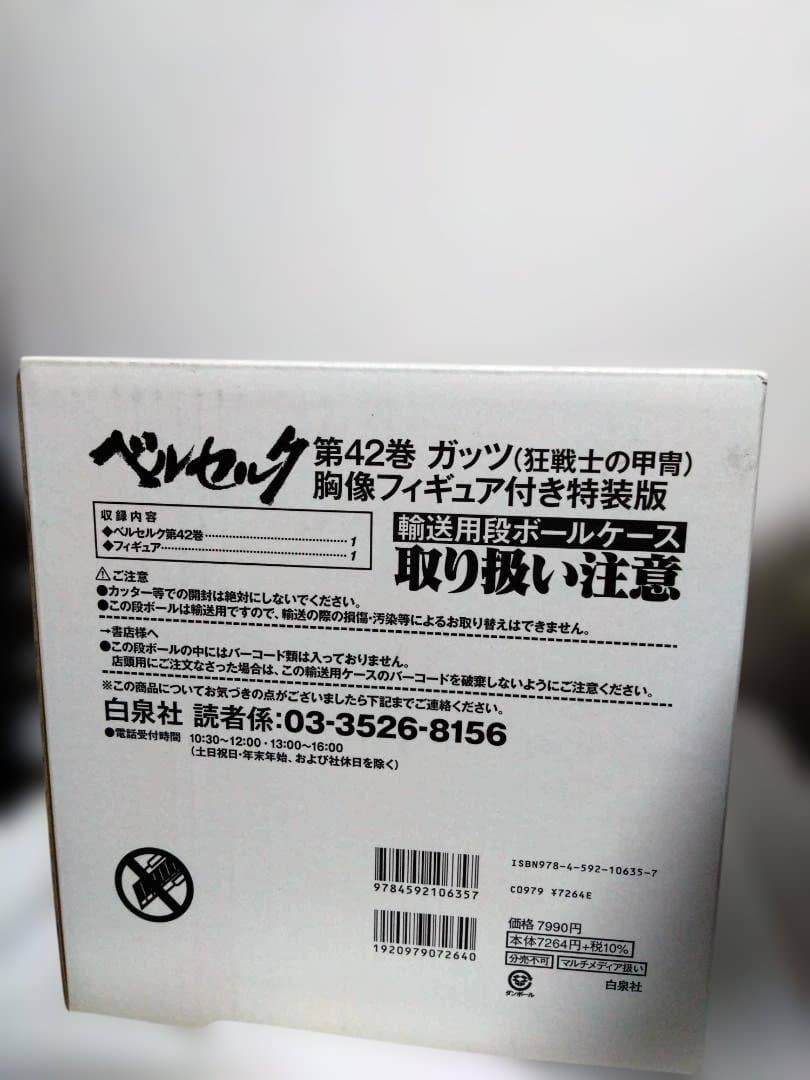 ベルセルク 第42巻 ガッツ(狂戦士の甲冑)
胸像フィギュア付き特装版
収録内容
◆ベルセルク第42巻……………………………1
◆フィギュア……………………………………1
輸送用段ボールケース
取り扱い注意
⚠ご注意
●カッター等での開封は絶対にしないでください。
●この段ボールは輸送用ですので、輸送の際の損傷・汚染等によるお取り替えはできません。
→書店様へ
●この段ボールの中にはバーコード類は入っておりません。
店頭用にご注文なさった場合は、この輸送用ケースのバーコードを破棄しないようにご注意ください。
※この商品についてお気づきの点がございましたら下記までご連絡ください。
白泉社 読者係:03-3526-8156
●電話受付時間 10:30～12:00・13:00～16:00
(土日祝日・年末年始、および社休日を除く)
9784592106357
1920979072640
ISBN978-4-592-10635-7
C0979 ¥7264E
価格 7990円
本体7264円+税10%
分売不可 マルチメディア扱い
ダンボール
白泉社